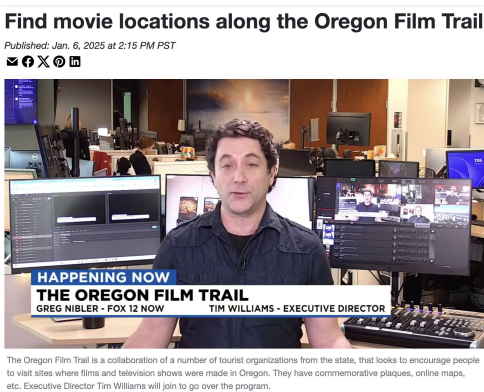 Find movie locations along the Oregon Film Trail
Published: Jan. 6, 2025 at 2:15 PM PST
HAPPENING NOW
THE OREGON FILM TRAIL
GREG NIBLER - FOX 12 NOW TIM WILLIAMS - EXECUTIVE DIRECTOR
The Oregon Film Trail is a collaboration of a number of tourist organizations from the state, that looks to encourage people
to visit sites where films and television shows were made in Oregon. They have commemorative plaques, online maps,
etc. Executive Director Tim Williams will join to go over the program.